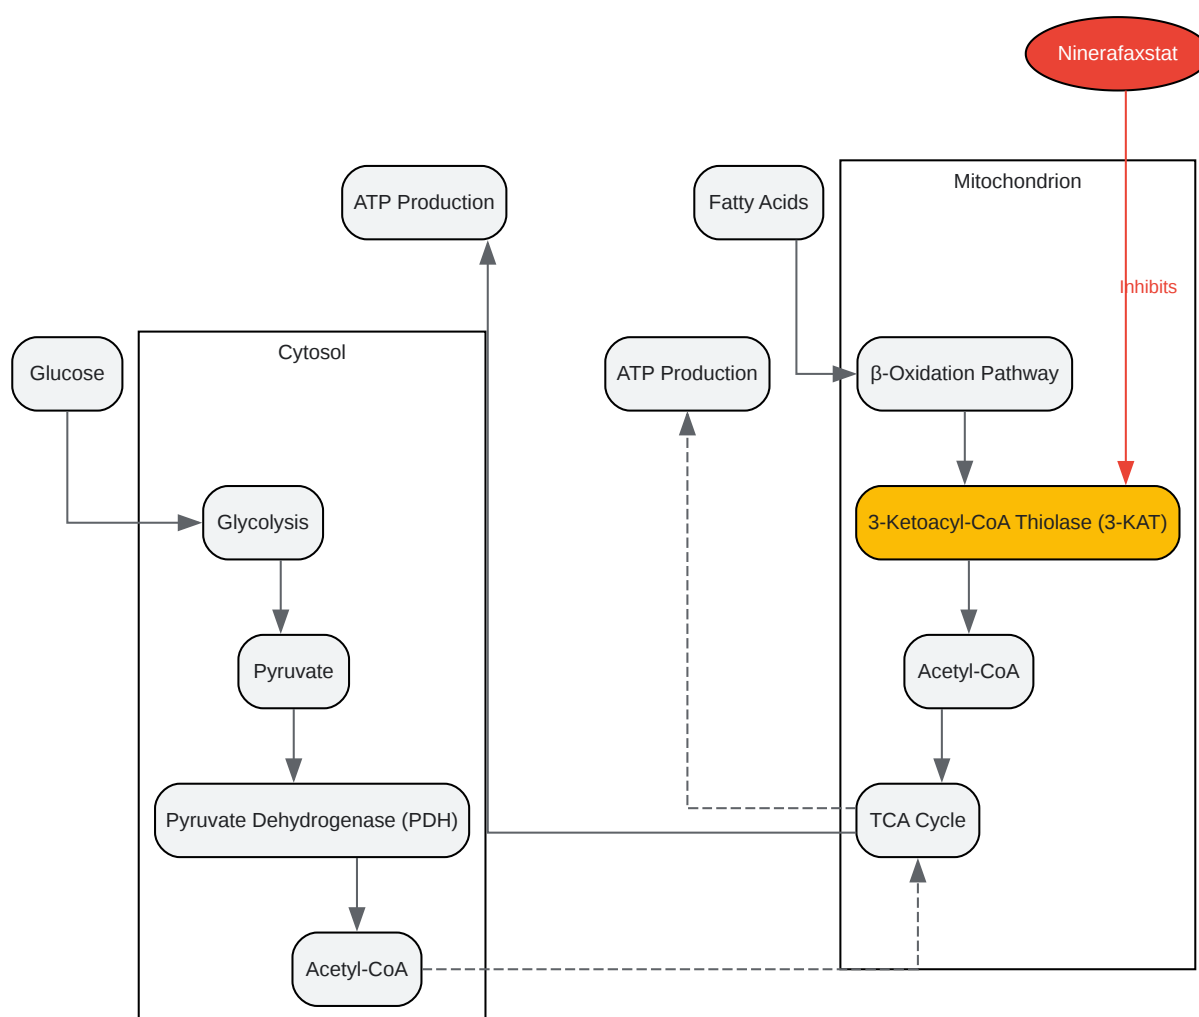 Ninerafaxstat
Mitochondrion
ATP Production
Fatty Acids
Inhibits
Cytosol
Glucose
ATP Production
β-Oxidation Pathway
Glycolysis
3-Ketoacyl-CoA Thiolase (3-KAT)
Pyruvate
Acetyl-CoA
Pyruvate Dehydrogenase (PDH)
TCA Cycle
Acetyl-CoA